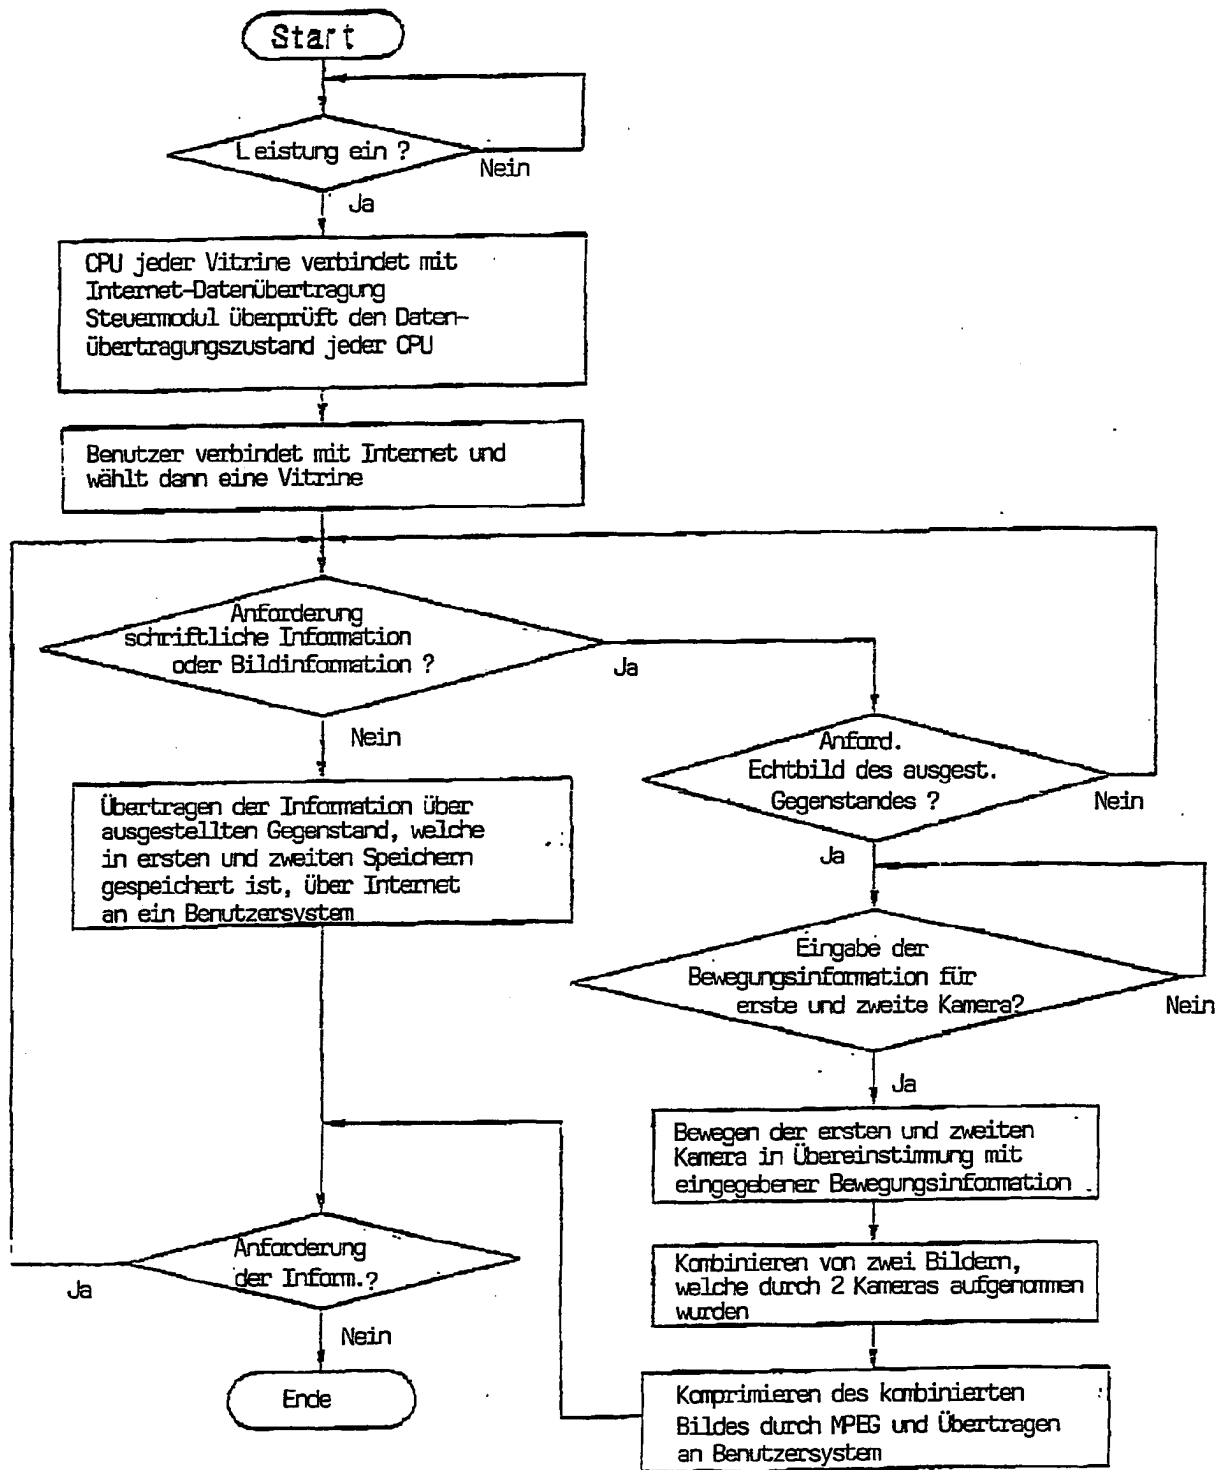 Start
Leistung ein ?
Nein
Ja
CPU jeder Vitrine verbindet mit
Internet-Datenübertragung
Steuermodul überprüft den Daten-
übertragungszustand jeder CPU
Benutzer verbindet mit Internet und
wählt dann eine Vitrine
Anforderung
schriftliche Information
oder Bildinformation ?
Ja
Nein
Anford.
Echtbild des ausgest.
Gegenstandes ?
Nein
Ja
Übertragen der Information über
ausgestellten Gegenstand, welche
in ersten und zweiten Speichern
gespeichert ist, über Internet
an ein Benutzersystem
Eingabe der
Bewegungsinformation für
erste und zweite Kamera?
Nein
Ja
Bewegen der ersten und zweiten
Kamera in Übereinstimmung mit
eingegebener Bewegungsinformation
Kombinieren von zwei Bildern,
welche durch 2 Kameras aufgenommen
wurden
Komprimieren des kombinierten
Bildes durch MPEG und Übertragen
an Benutzersystem
Anforderung
der Inform.?
Ja
Nein
Ende